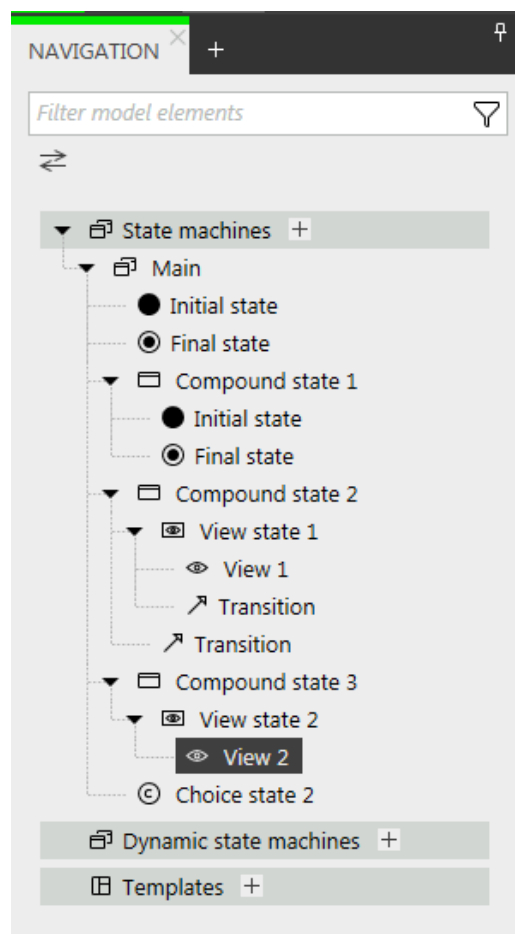 NAVIGATION
Filter model elements
State machines
Main
Initial state
Final state
Compound state 1
Initial state
Final state
Compound state 2
View state 1
View 1
Transition
Transition
Compound state 3
View state 2
View 2
Choice state 2
Dynamic state machines
Templates